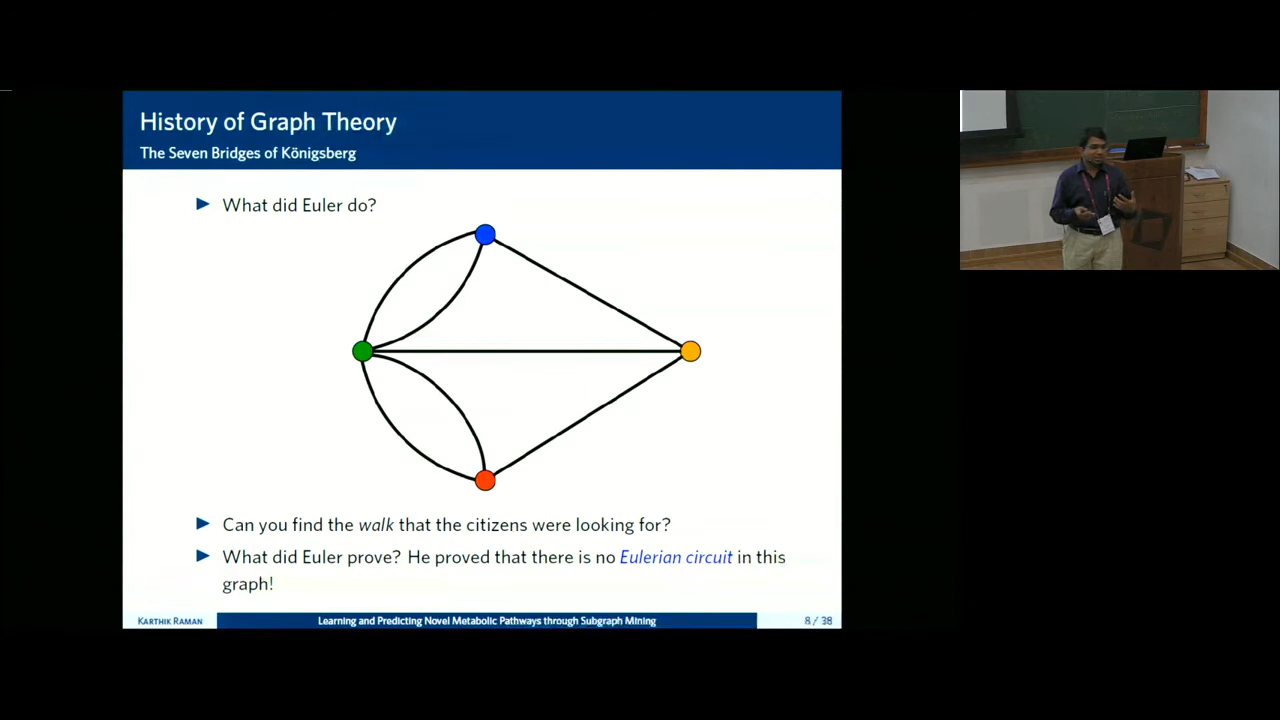 History of Graph Theory
The Seven Bridges of Königsberg
► What did Euler do?
► Can you find the walk that the citizens were looking for?
► What did Euler prove? He proved that there is no Eulerian circuit in this
graph!
KARTHIK RAMAN
Learning and Predicting Novel Metabolic Pathways through Subgraph Mining
8 / 38